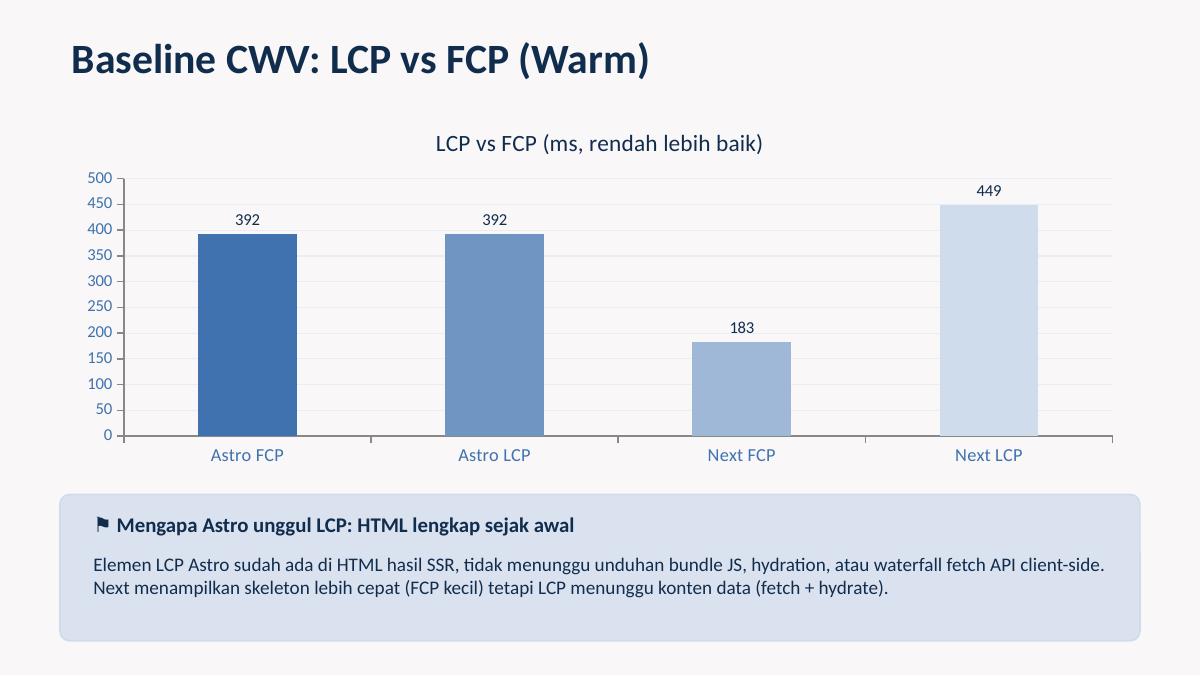 Baseline CWV: LCP vs FCP (Warm)
LCP vs FCP (ms, rendah lebih baik)
500
450
400
350
300
250
200
150
100
50
0
392
392
183
449
Astro FCP
Astro LCP
Next FCP
Next LCP
⚑ Mengapa Astro unggul LCP: HTML lengkap sejak awal
Elemen LCP Astro sudah ada di HTML hasil SSR, tidak menunggu unduhan bundle JS, hydration, atau waterfall fetch API client-side.
Next menampilkan skeleton lebih cepat (FCP kecil) tetapi LCP menunggu konten data (fetch + hydrate).